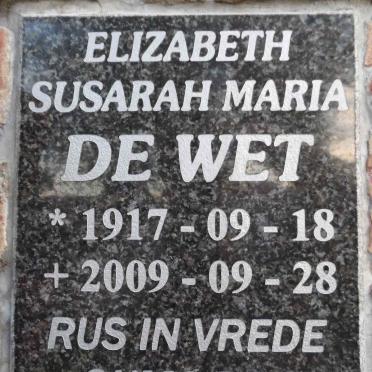 ELIZABETH
SUSARAH MARIA
DE WET
* 1917 - 09 - 18
+ 2009 - 09 - 28
RUS IN VREDE